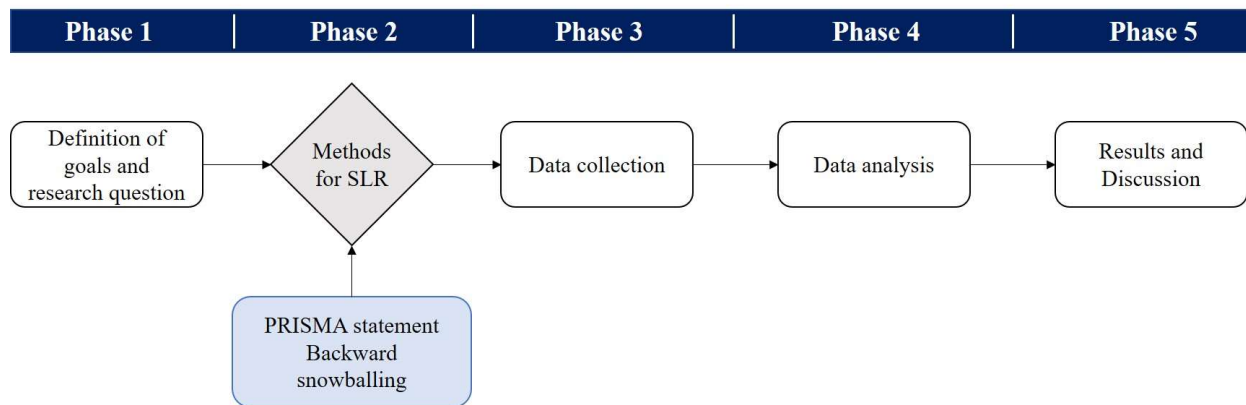 Phase 1
Phase 2
Phase 3
Phase 4
Phase 5
Definition of
goals and
research question
Methods
for SLR
Data collection
Data analysis
Results and
Discussion
PRISMA statement
Backward
snowballing